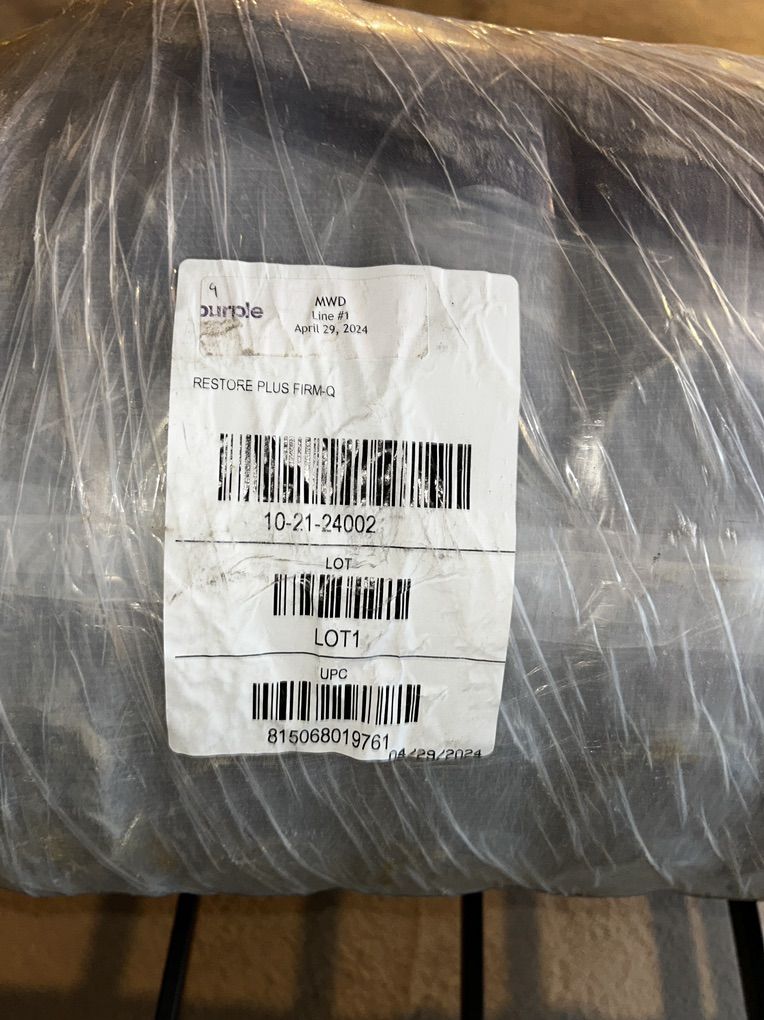 9
purple
MWD
Line #1
April 29, 2024
RESTORE PLUS FIRM-Q
10-21-24002
LOT
LOT1
UPC
815068019761
04/29/2024